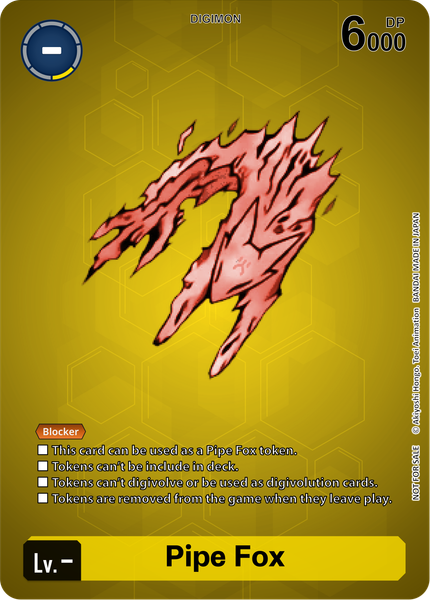 DIGIMON
DP
6000
-
Blocker
□ This card can be used as a Pipe Fox token.
□ Tokens can't be include in deck.
□ Tokens can't digivolve or be used as digivolution cards.
□ Tokens are removed from the game when they leave play.
NOT FOR SALE © Akiyoshi Hongo, Toei Animation BANDAI MADE IN JAPAN
Lv.-
Pipe Fox